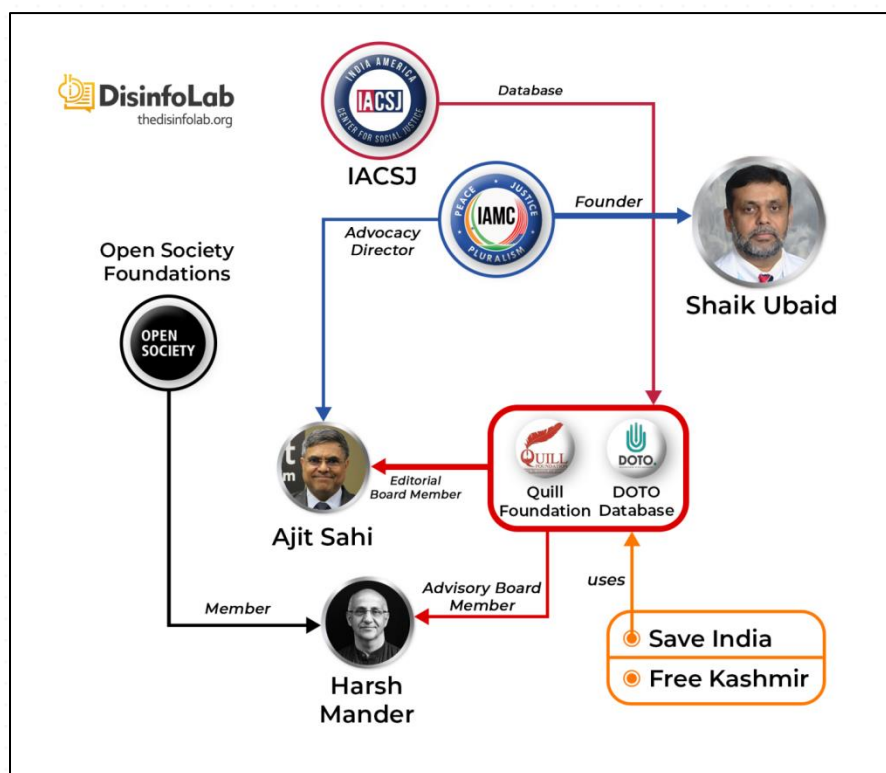 DisinfoLab
thedisinfolab.org
INDIA AMERICA
IACSJ
CENTER FOR SOCIAL JUSTICE
IACSJ
Database
PEACE • JUSTICE
IAMC
PLURALISM
Founder
Advocacy
Director
Shaik Ubaid
Open Society
Foundations
OPEN
SOCIETY
t
m
Ajit Sahi
Editorial
Board Member
QUILL
FOUNDATION
DOTO
Quill
Foundation
DOTO
Database
uses
Member
Advisory Board
Member
Harsh
Mander
Save India
Free Kashmir